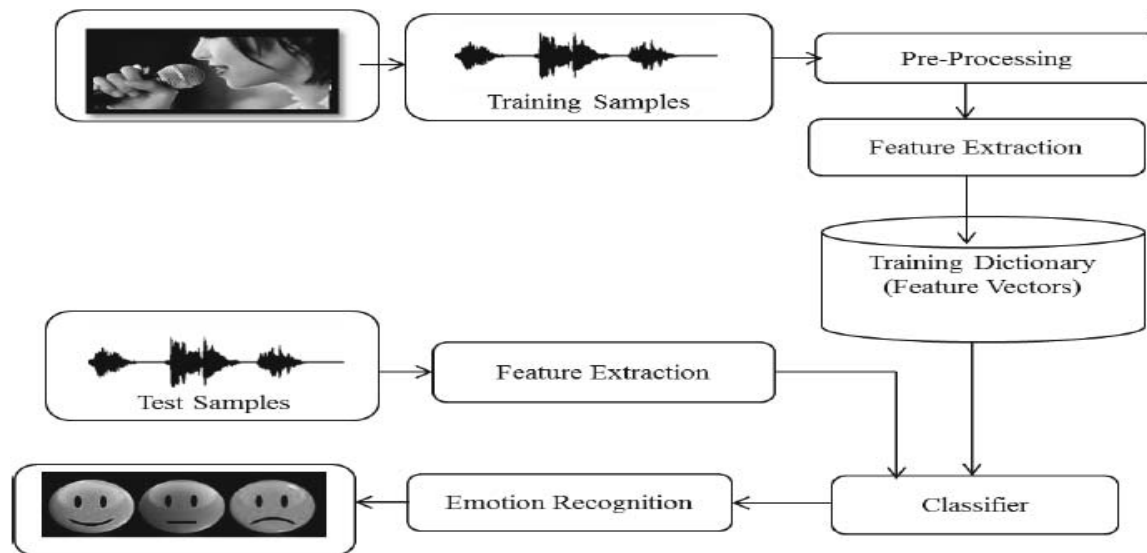 Training Samples
Pre-Processing
Feature Extraction
Training Dictionary
(Feature Vectors)
Test Samples
Feature Extraction
Emotion Recognition
Classifier